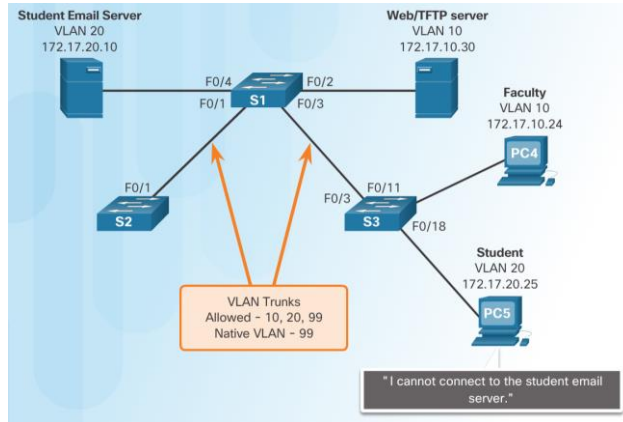 Student Email Server
VLAN 20
172.17.20.10
Web/TFTP server
VLAN 10
172.17.10.30
F0/4
F0/2
S1
F0/1
F0/3
Faculty
VLAN 10
172.17.10.24
PC4
F0/1
S2
F0/3
F0/11
S3
F0/18
Student
VLAN 20
172.17.20.25
PC5
VLAN Trunks
Allowed - 10, 20, 99
Native VLAN - 99
"I cannot connect to the student email
server."